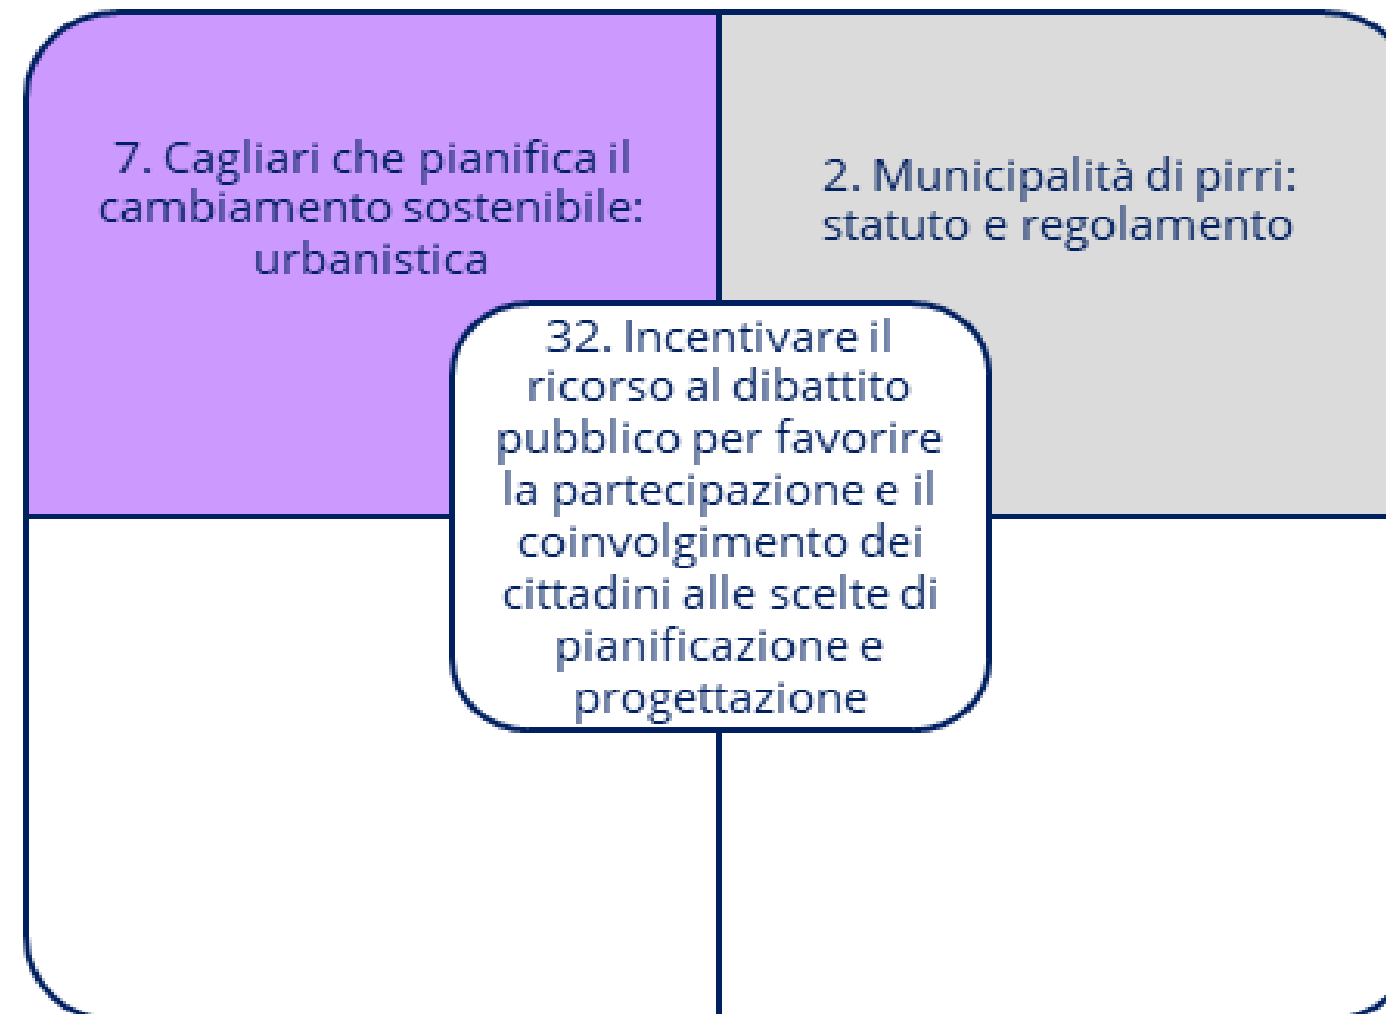 7. Cagliari che pianifica il
cambiamento sostenibile:
urbanistica
2. Municipalità di pirri:
statuto e regolamento
32. Incentivare il
ricorso al dibattito
pubblico per favorire
la partecipazione e il
coinvolgimento dei
cittadini alle scelte di
pianificazione e
progettazione